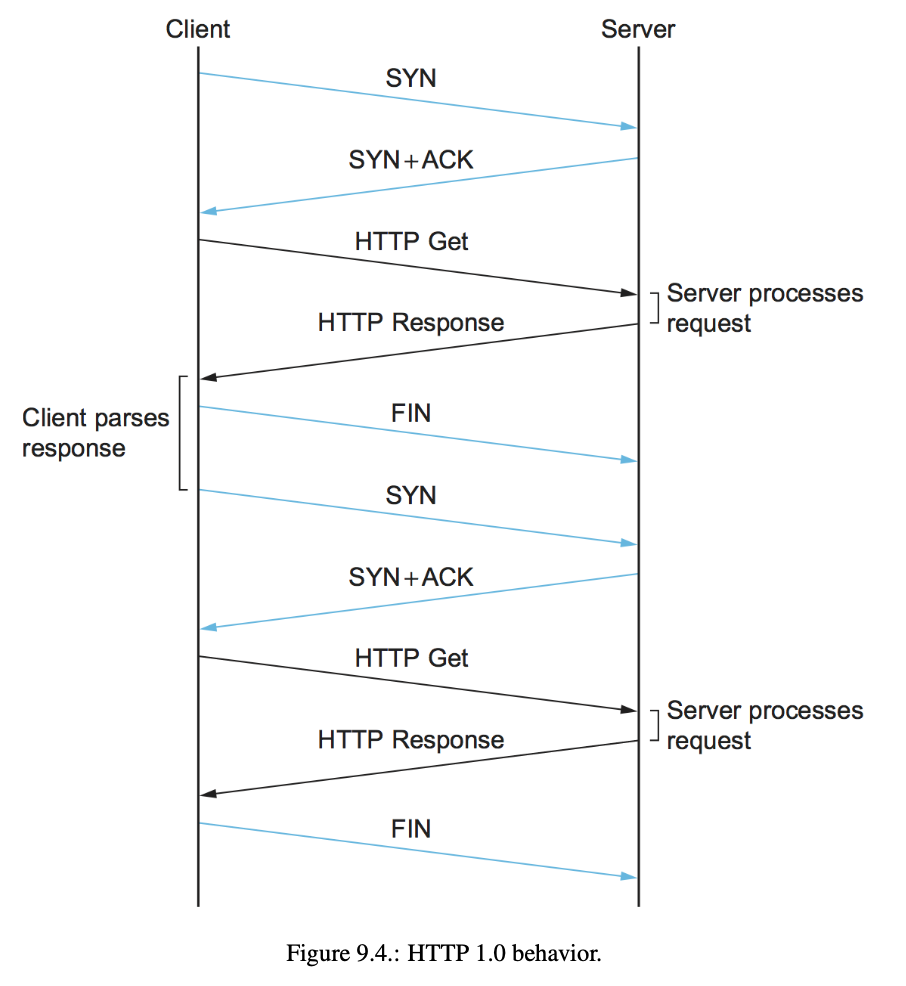 Client
Server
SYN
SYN+ACK
HTTP Get
Server processes
request
HTTP Response
Client parses
response
FIN
SYN
SYN+ACK
HTTP Get
Server processes
request
HTTP Response
FIN
Figure 9.4.: HTTP 1.0 behavior.